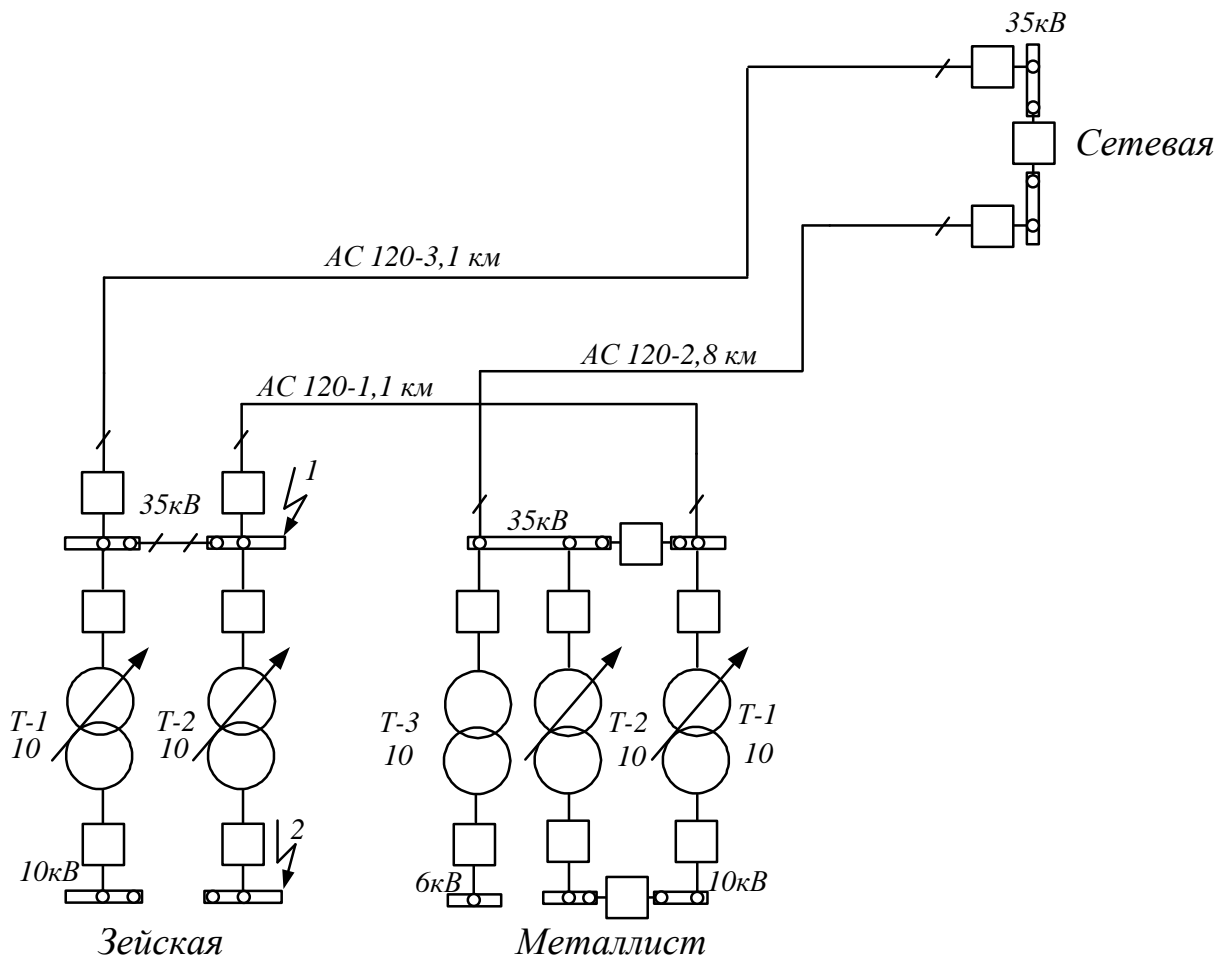 35кВ
Сетевая
АС 120-3,1 км
АС 120-2,8 км
АС 120-1,1 км
1
35кВ
35кВ
Т-1
10
Т-2
10
Т-3
10
Т-2
10
Т-1
10
2
10кВ
6кВ
10кВ
Зейская
Металлист